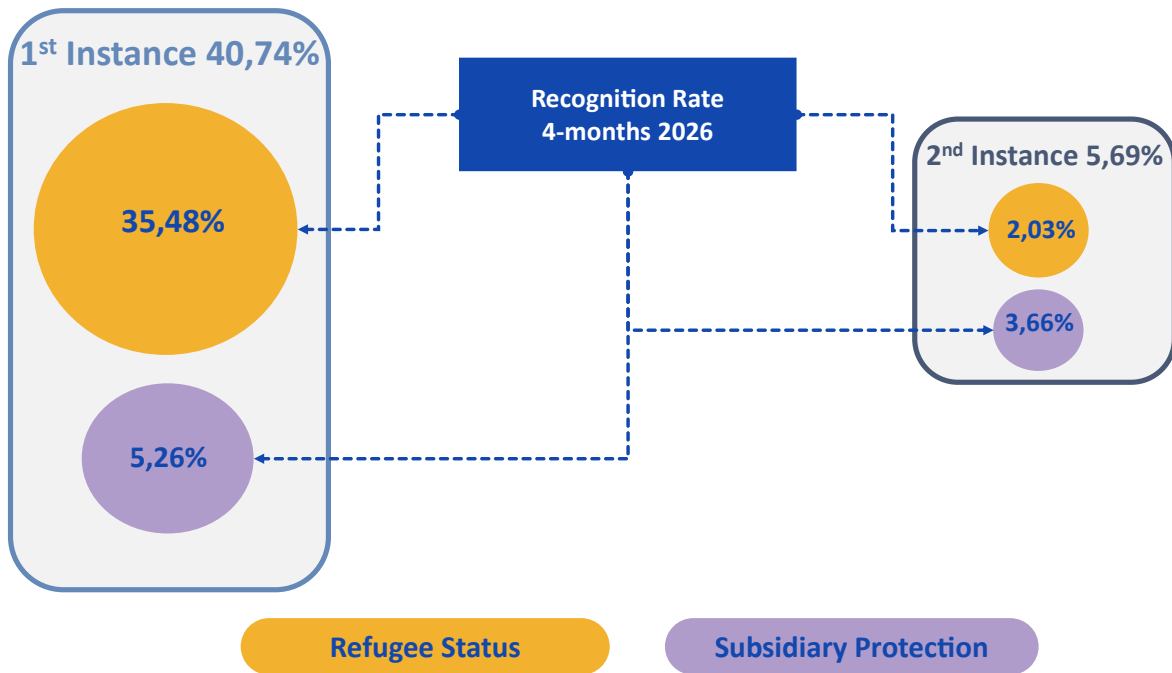 1st Instance 40,74%
35,48%
5,26%
Recognition Rate
4-months 2026
2nd Instance 5,69%
2,03%
3,66%
Refugee Status
Subsidiary Protection